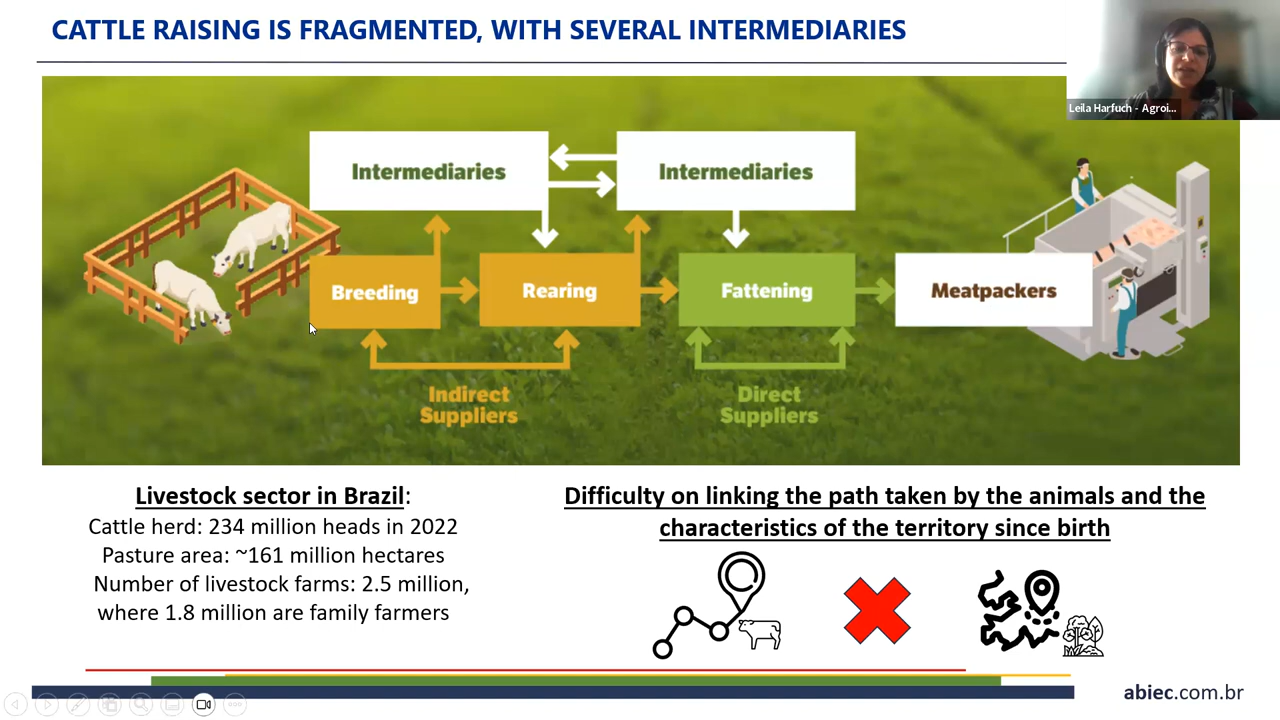 CATTLE RAISING IS FRAGMENTED, WITH SEVERAL INTERMEDIARIES
Leila Harfuch - Agroi...
Intermediaries
Intermediaries
Breeding
Rearing
Fattening
Meatpackers
Indirect
Suppliers
Direct
Suppliers
Livestock sector in Brazil:
Cattle herd: 234 million heads in 2022
Pasture area: ~161 million hectares
Number of livestock farms: 2.5 million,
where 1.8 million are family farmers
Difficulty on linking the path taken by the animals and the
characteristics of the territory since birth
abiec.com.br